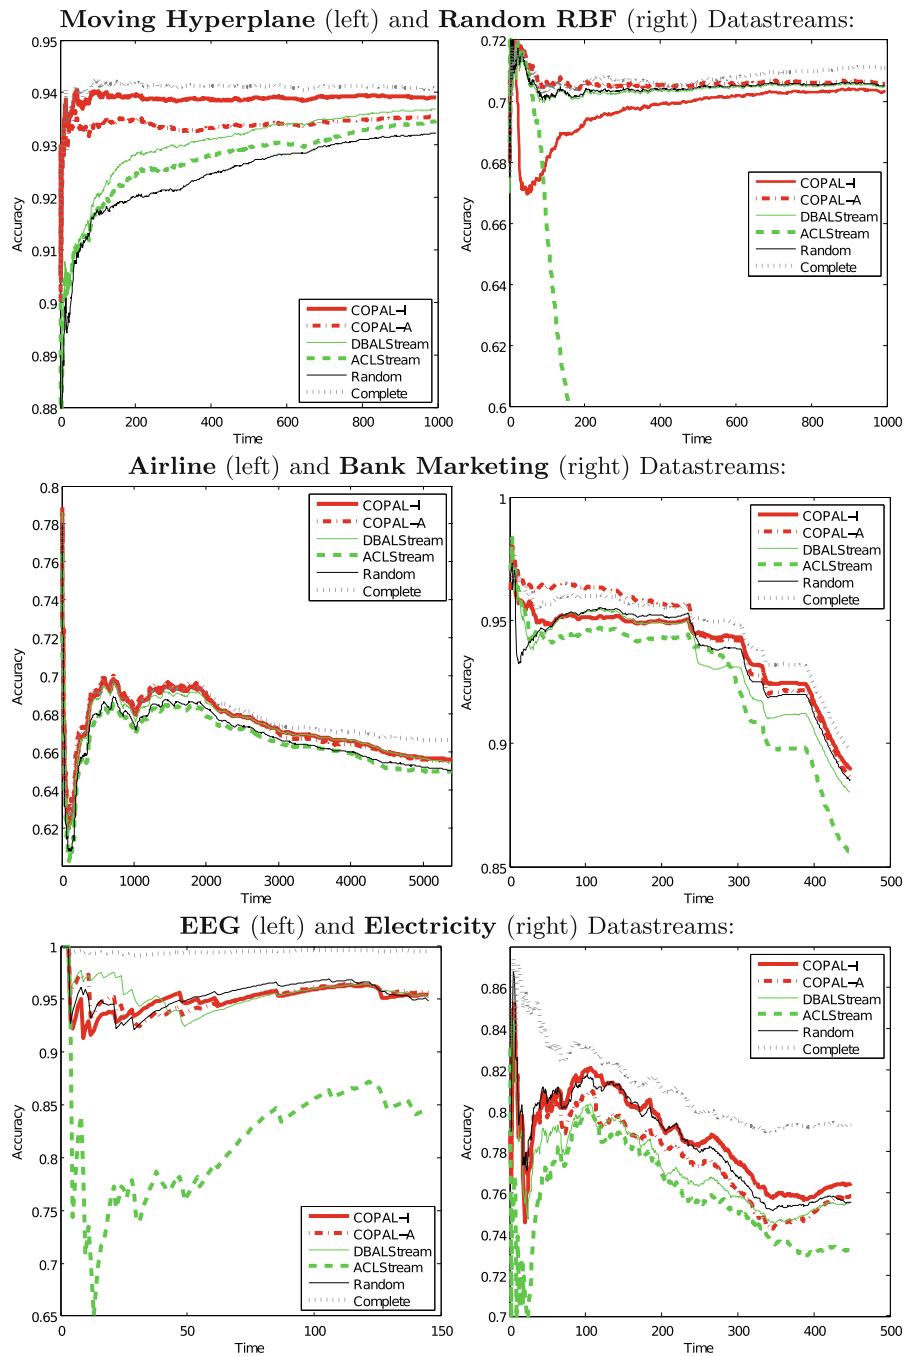 Moving Hyperplane (left) and Random RBF (right) Datastreams:
0.95
0.94
0.93
0.92
0.91
0.9
0.89
0.88
Accuracy
0
200
400
600
800
1000
Time
COPAL-I
COPAL-A
DBALStream
ACLStream
Random
Complete
0.72
0.7
0.68
0.66
0.64
0.62
0.6
Accuracy
0
200
400
600
800
1000
Time
COPAL-I
COPAL-A
DBALStream
ACLStream
Random
Complete
Airline (left) and Bank Marketing (right) Datastreams:
0.8
0.78
0.76
0.74
0.72
0.7
0.68
0.66
0.64
0.62
Accuracy
0
1000
2000
3000
4000
5000
Time
COPAL-I
COPAL-A
DBALStream
ACLStream
Random
Complete
1
0.95
0.9
0.85
Accuracy
0
100
200
300
400
500
Time
COPAL-I
COPAL-A
DBALStream
ACLStream
Random
Complete
EEG (left) and Electricity (right) Datastreams:
1
0.95
0.9
0.85
0.8
0.75
0.7
0.65
Accuracy
0
50
100
150
Time
COPAL-I
COPAL-A
DBALStream
ACLStream
Random
Complete
0.86
0.84
0.82
0.8
0.78
0.76
0.74
0.72
0.7
Accuracy
0
100
200
300
400
500
Time
COPAL-I
COPAL-A
DBALStream
ACLStream
Random
Complete